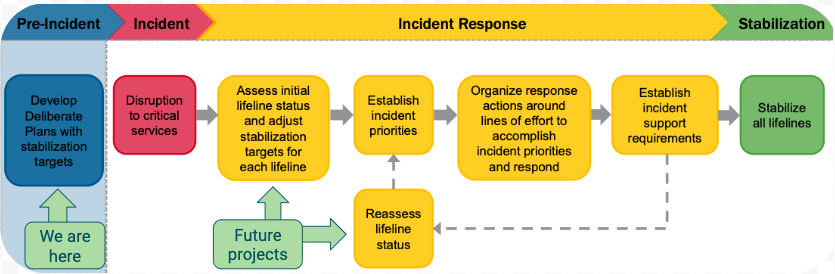 Pre-Incident
Incident
Incident Response
Stabilization
Develop
Deliberate
Plans with
stabilization
targets
Disruption
to critical
services
Assess initial
lifeline status
and adjust
stabilization
targets for
each lifeline
Establish
incident
priorities
Organize response
actions around
lines of effort to
accomplish
incident priorities
and respond
Establish
incident
support
requirements
Stabilize
all lifelines
We are
here
Future
projects
Reassess
lifeline
status